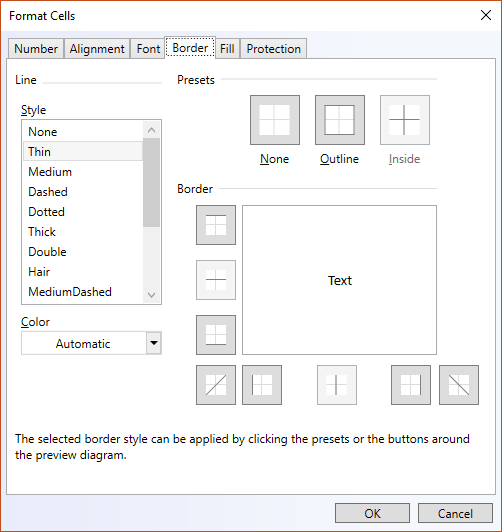 Format Cells
Number Alignment Font Border Fill Protection
Line
Style
None
Thin
Medium
Dashed
Dotted
Thick
Double
Hair
MediumDashed
Color
Automatic
Presets
None Outline Inside
Border
Text
The selected border style can be applied by clicking the presets or the buttons around
the preview diagram.
OK Cancel